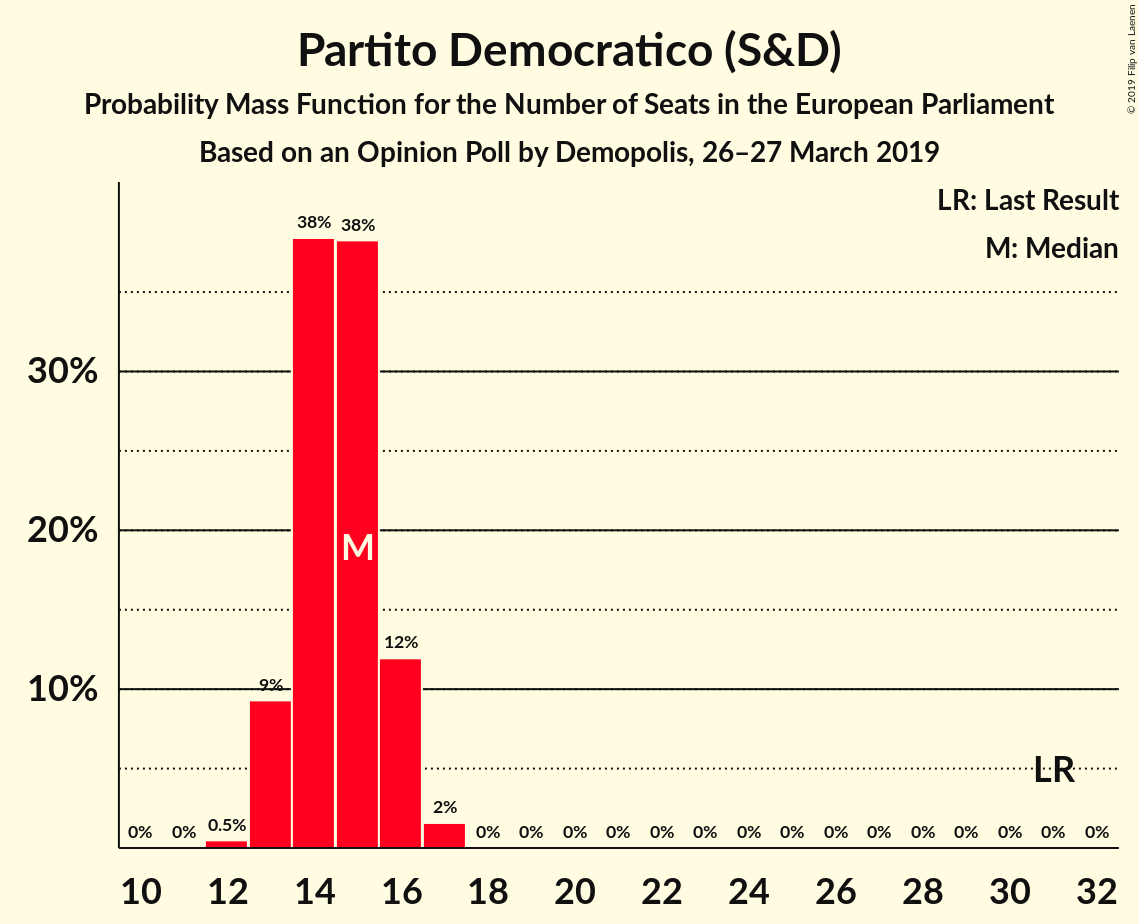 Partito Democratico (S&D)
Probability Mass Function for the Number of Seats in the European Parliament
Based on an Opinion Poll by Demopolis, 26–27 March 2019
© 2019 Filip van Laenen
LR: Last Result
M: Median
38% 38%
30%
20%
M
12%
10%
9%
LR
2%
0% 0% 0.5% 0% 0% 0% 0% 0% 0% 0% 0% 0% 0% 0% 0% 0% 0% 0%
10 12 14 16 18 20 22 24 26 28 30 32